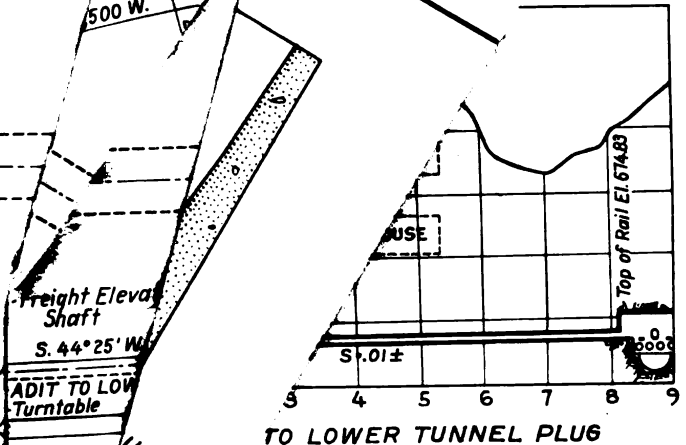 500 W.
USE
Top of Rail El. 674.83
Freight Eleva
Shaft
S. 44° 25' W.
ADIT TO LOW
Turntable
S=.01±
3 4 5 6 7 8 9
TO LOWER TUNNEL PLUG